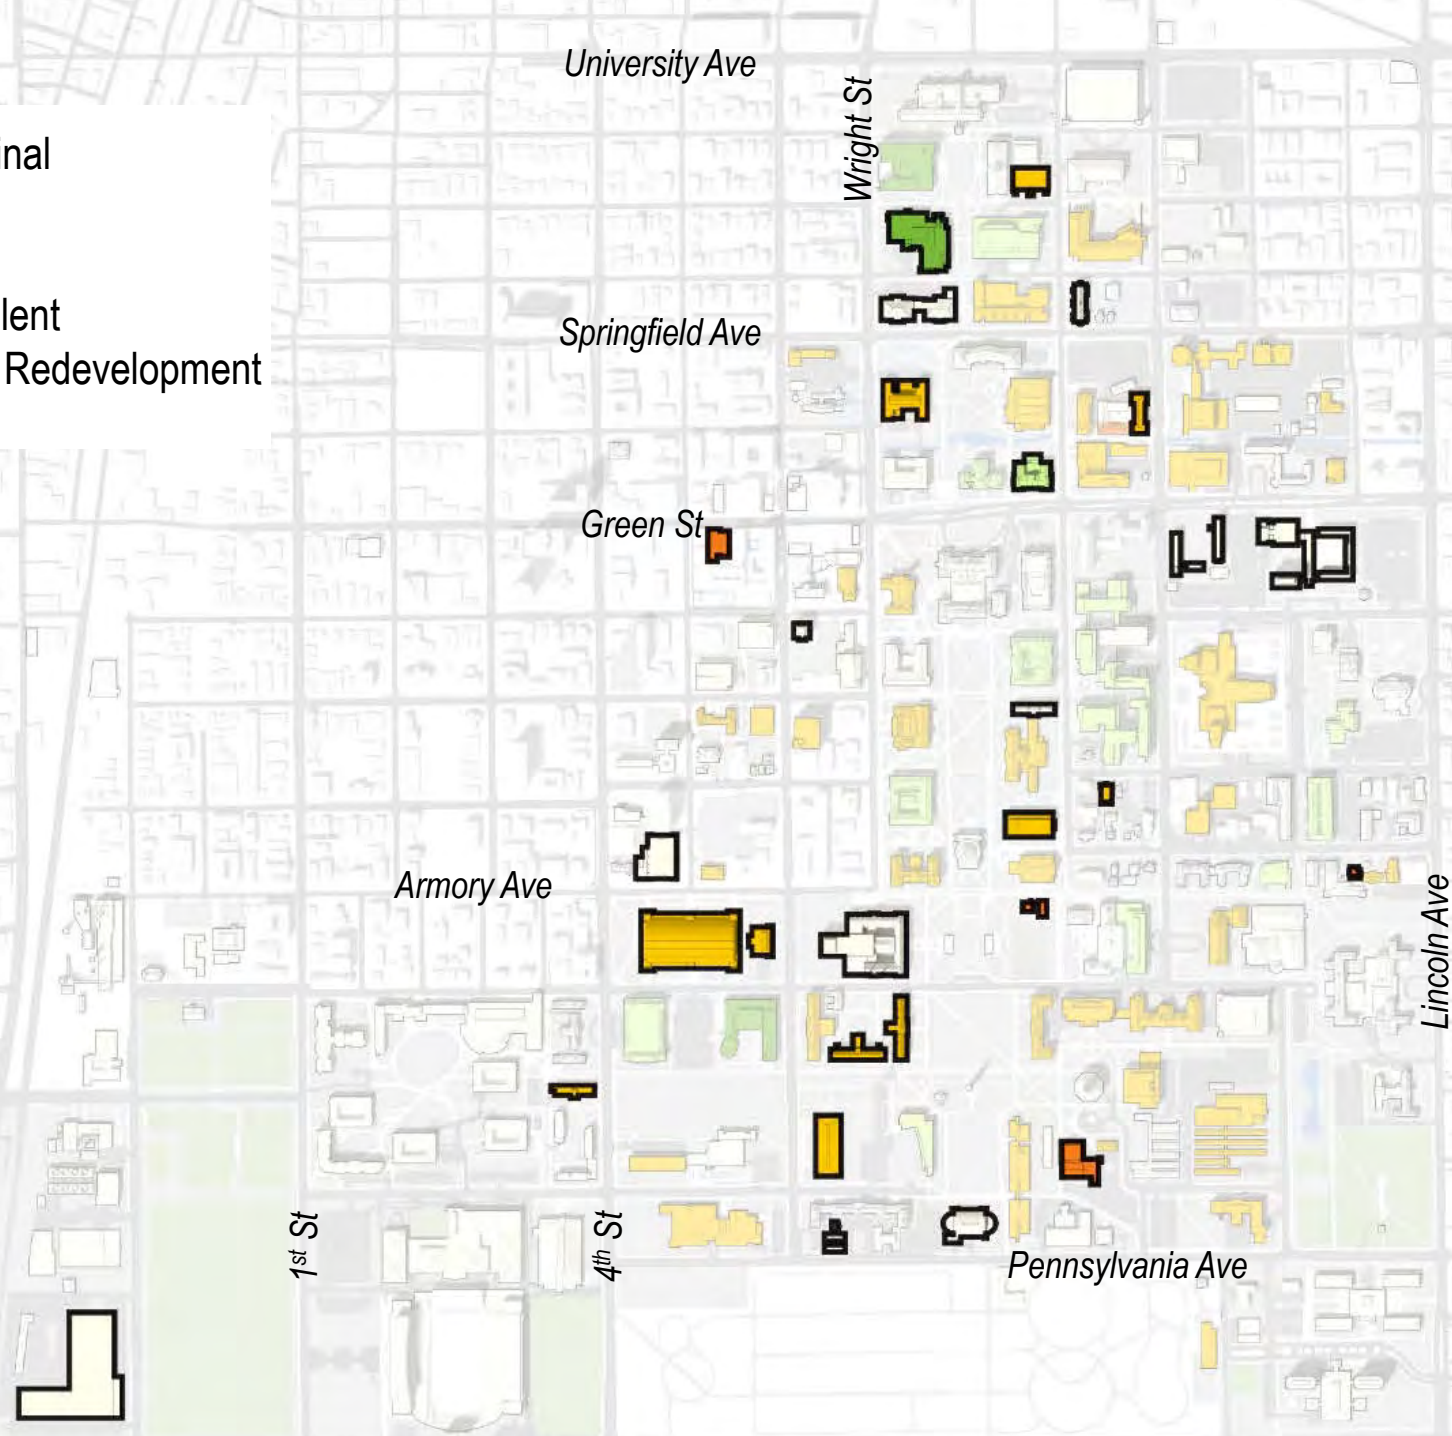 University Ave
Wright St
inal
lent
Redevelopment
Springfield Ave
Green St
Armory Ave
Lincoln Ave
1st St
4th St
Pennsylvania Ave